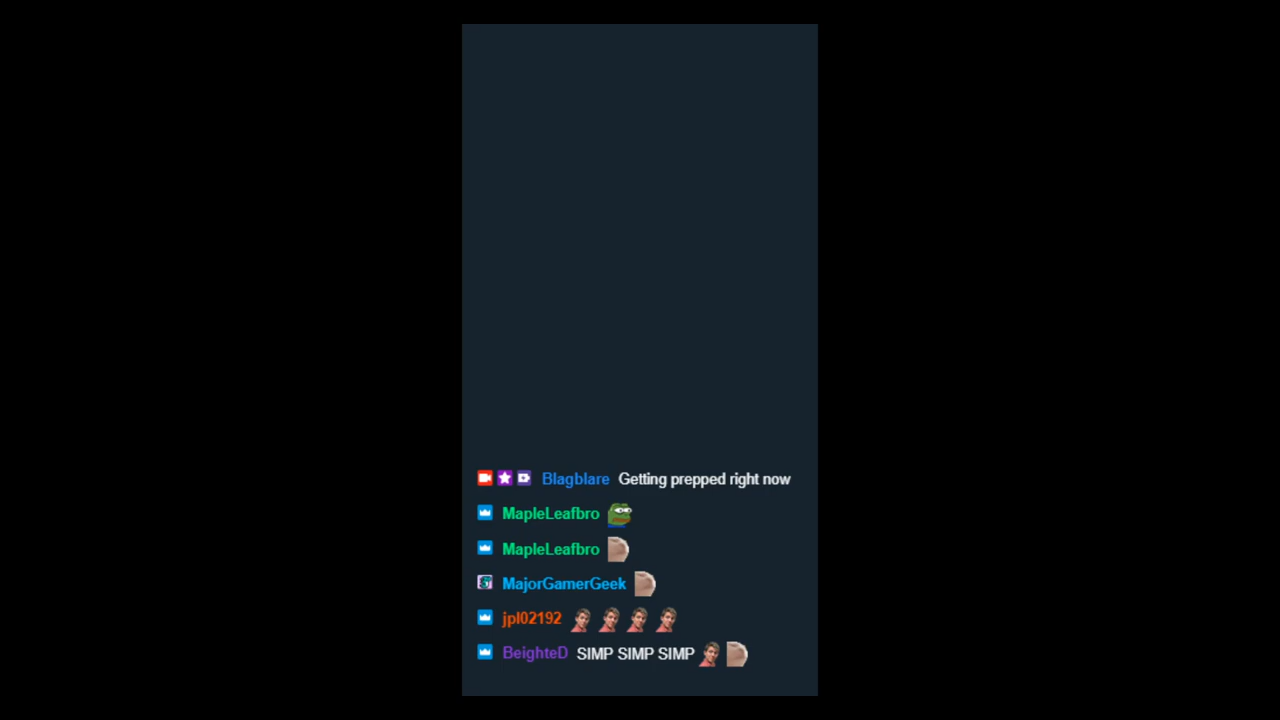 Blagblare Getting prepped right now
MapleLeafbro
MapleLeafbro
MajorGamerGeek
jpl02192
BeighteD SIMP SIMP SIMP